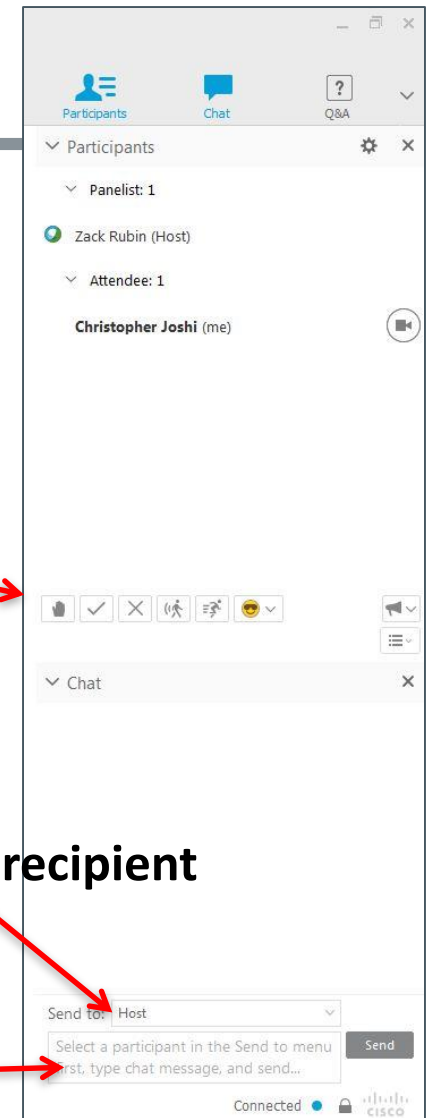 Participants Chat Q&A
Participants
Panelist: 1
Zack Rubin (Host)
Attendee: 1
Christopher Joshi (me)
Chat
recipient
Send to: Host
Select a participant in the Send to menu
first, type chat message, and send...
Send
Connected
CISCO